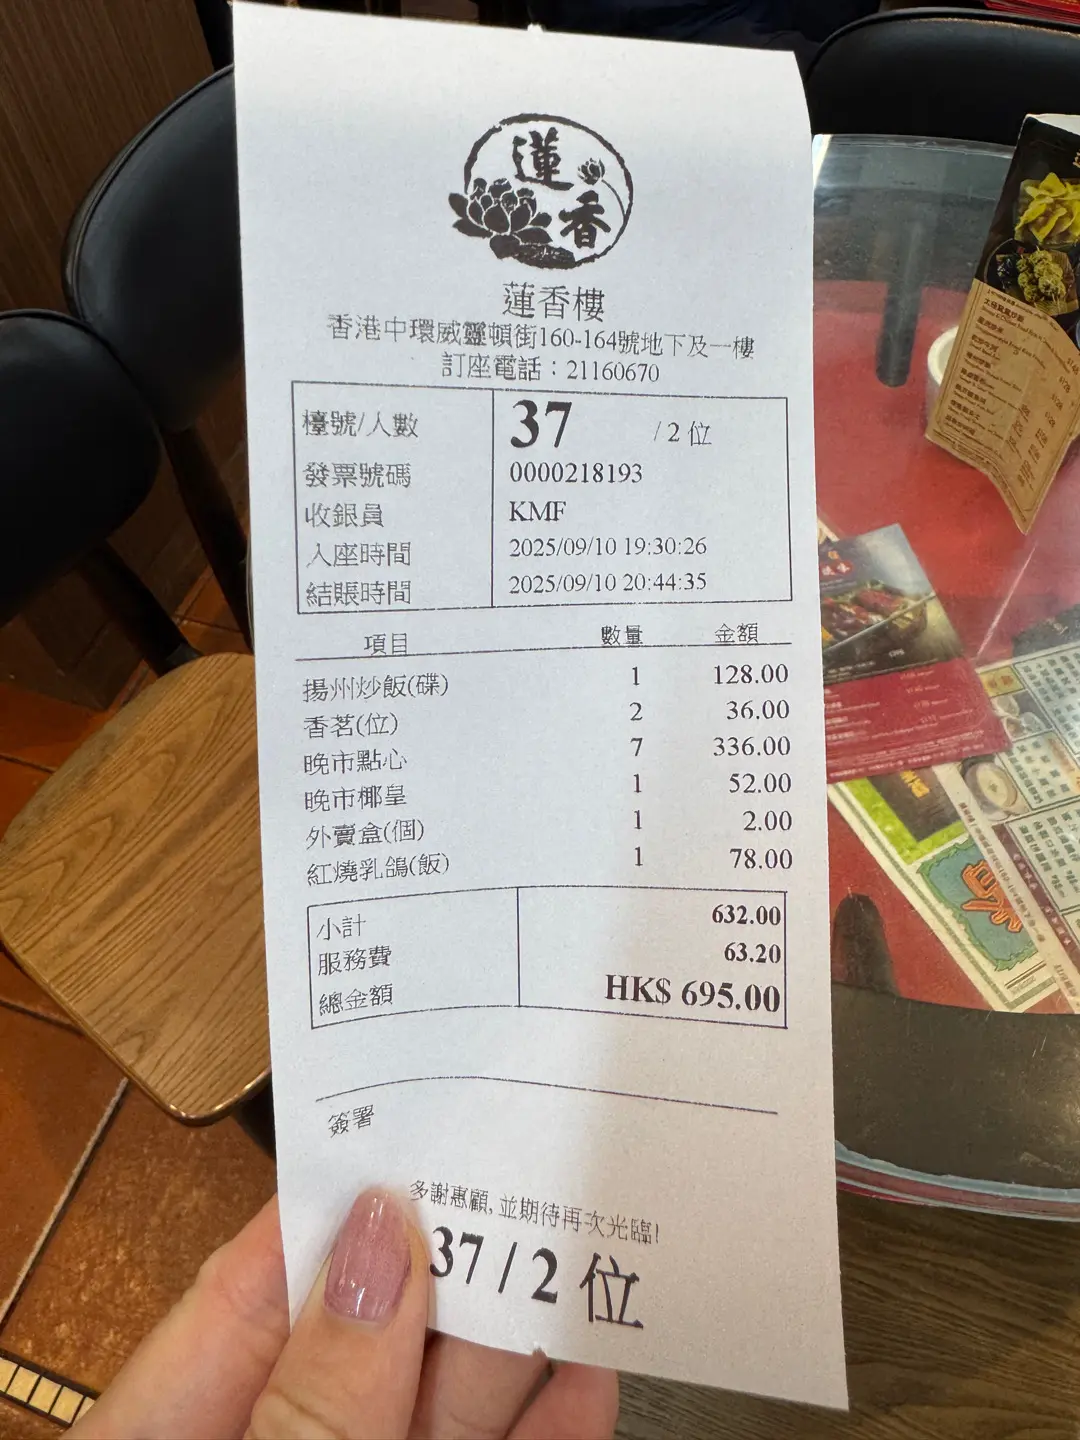 蓮香
蓮香樓
香港中環威靈頓街160-164號地下及一樓
訂座電話：21160670
檯號/人數 37 / 2 位
發票號碼 0000218193
收銀員 KMF
入座時間 2025/09/10 19:30:26
結賬時間 2025/09/10 20:44:35
項目 數量 金額
揚州炒飯(碟) 1 128.00
香茗(位) 2 36.00
晚市點心 7 336.00
晚市椰皇 1 52.00
外賣盒(個) 1 2.00
紅燒乳鴿(飯) 1 78.00
小計 632.00
服務費 63.20
總金額 HK$ 695.00
簽署
多謝惠顧, 並期待再次光臨!
37 / 2 位